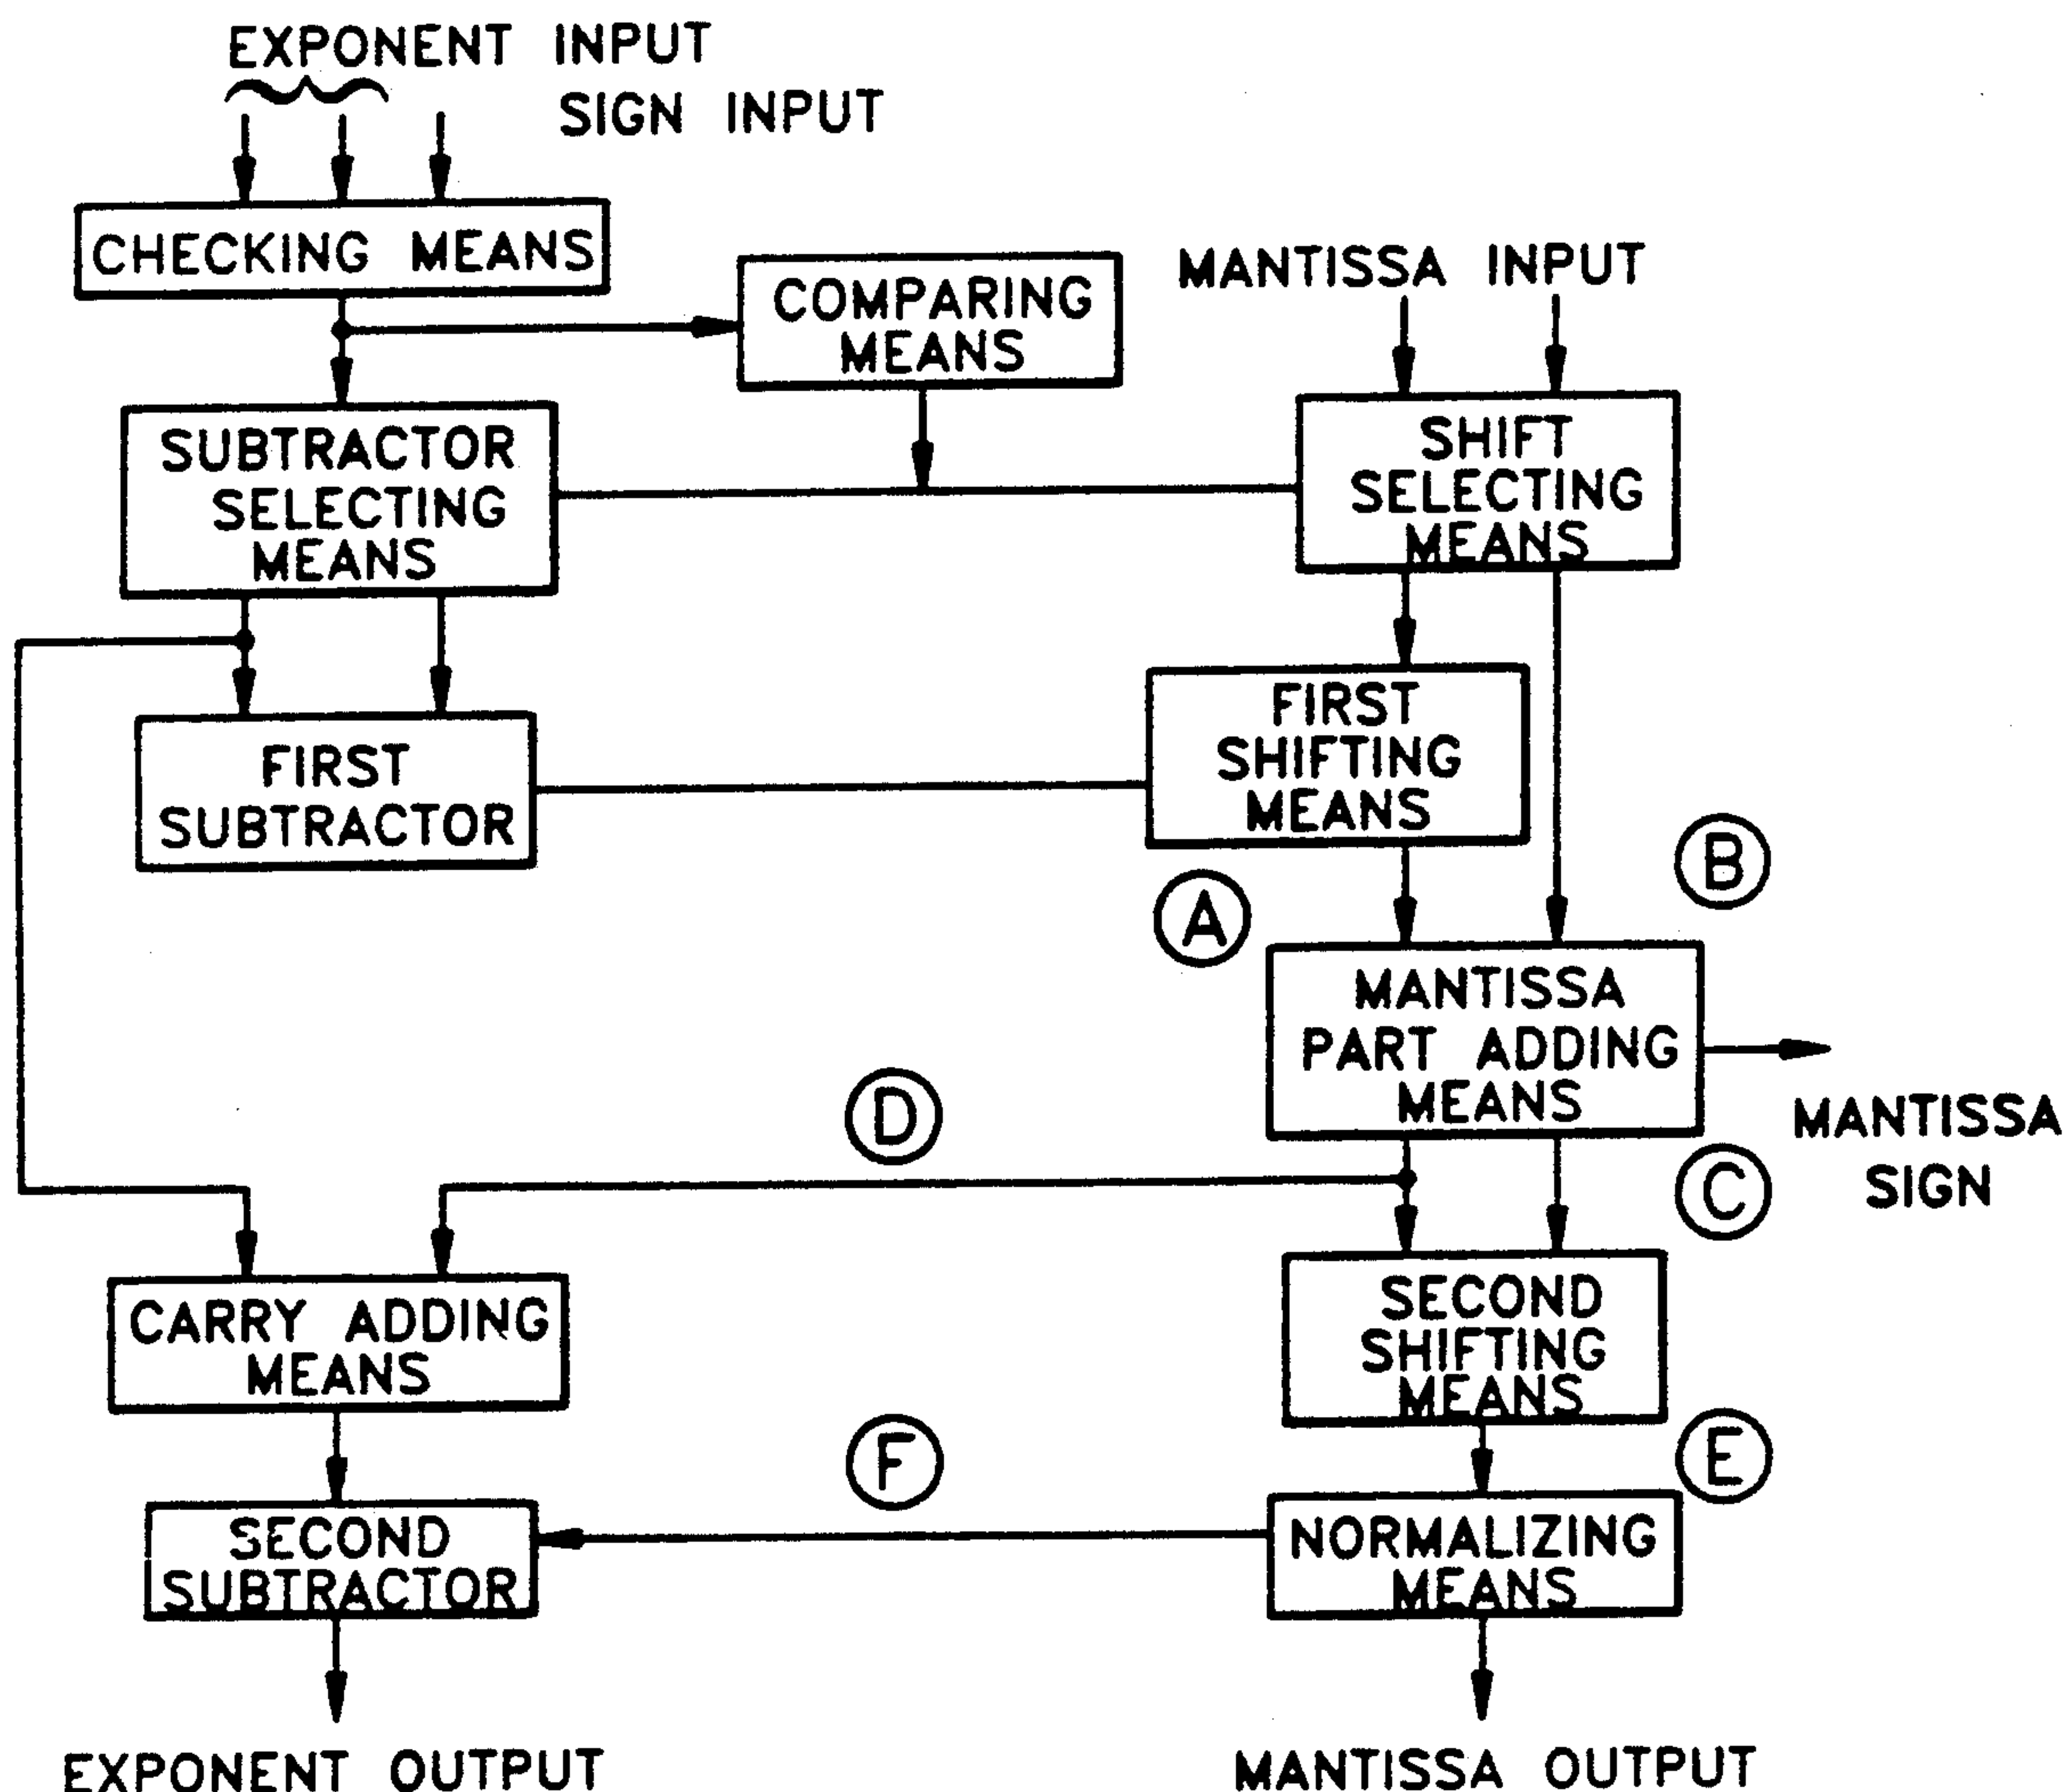 EXPONENT INPUT
SIGN INPUT
CHECKING MEANS
COMPARING
MEANS
MANTISSA INPUT
SUBTRACTOR
SELECTING
MEANS
SHIFT
SELECTING
MEANS
FIRST
SUBTRACTOR
FIRST
SHIFTING
MEANS
A
B
MANTISSA
PART ADDING
MEANS
MANTISSA
SIGN
D
C
CARRY ADDING
MEANS
SECOND
SHIFTING
MEANS
F
E
SECOND
SUBTRACTOR
NORMALIZING
MEANS
EXPONENT OUTPUT
MANTISSA OUTPUT